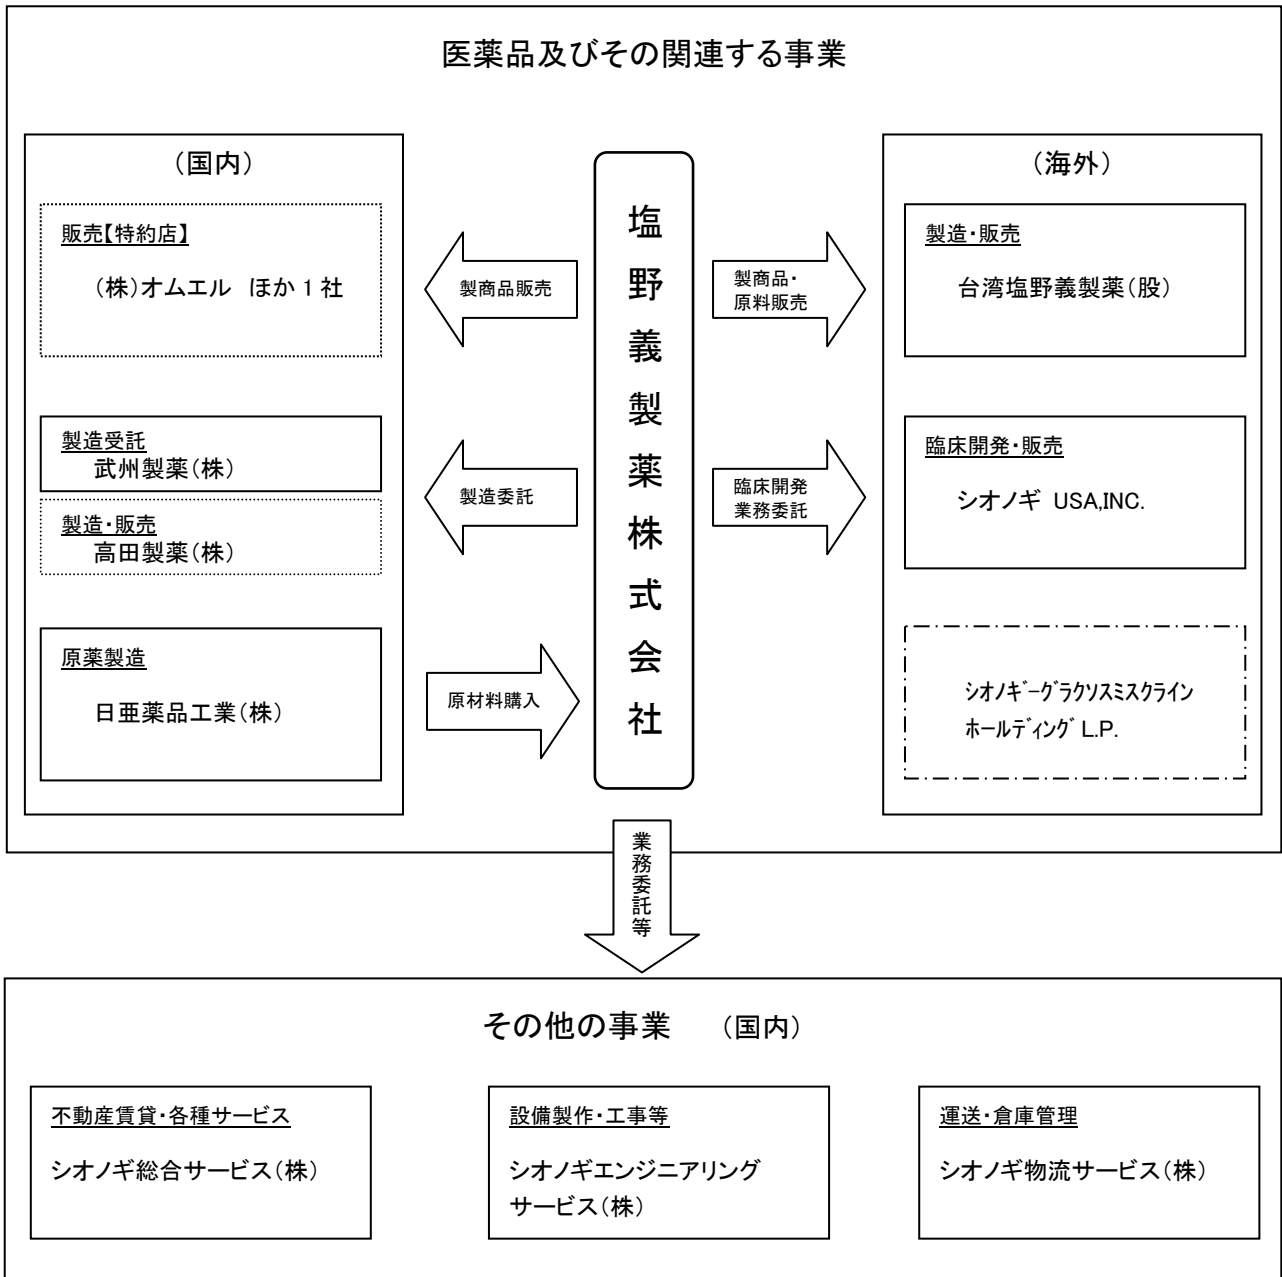 医薬品及びその関連する事業
（国内）
販売【特約店】
（株）オムエル ほか 1 社
製造受託
武州製薬（株）
製造・販売
高田製薬（株）
原薬製造
日亜薬品工業（株）
製商品販売
製造委託
原材料購入
塩野義製薬株式会社
製商品・
原料販売
臨床開発
業務委託
（海外）
製造・販売
台湾塩野義製薬（股）
臨床開発・販売
シオノギ USA,INC.
ｼｵﾉｷﾞｰｸﾞﾗｸｿｽﾐｽｸﾗｲﾝ
ﾎｰﾙﾃﾞｨﾝｸﾞ L.P.
業務委託等
その他の事業 （国内）
不動産賃貸・各種サービス
シオノギ総合サービス（株）
設備製作・工事等
シオノギエンジニアリング
サービス（株）
運送・倉庫管理
シオノギ物流サービス（株）